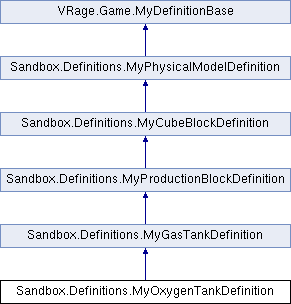 VRage.Game.MyDefinitionBase
Sandbox.Definitions.MyPhysicalModelDefinition
Sandbox.Definitions.MyCubeBlockDefinition
Sandbox.Definitions.MyProductionBlockDefinition
Sandbox.Definitions.MyGasTankDefinition
Sandbox.Definitions.MyOxygenTankDefinition